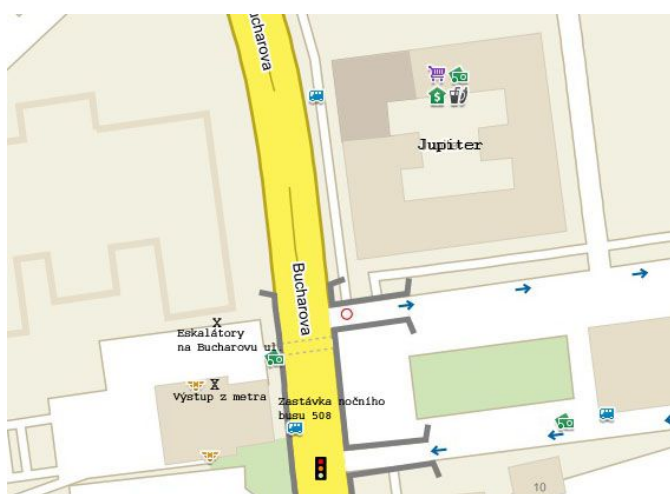 Bucharova
Jupiter
Bucharova
X
Eskalátory
na Bucharovu ul.
X
Výstup z metra
Zastávka nočního
busu 508
10